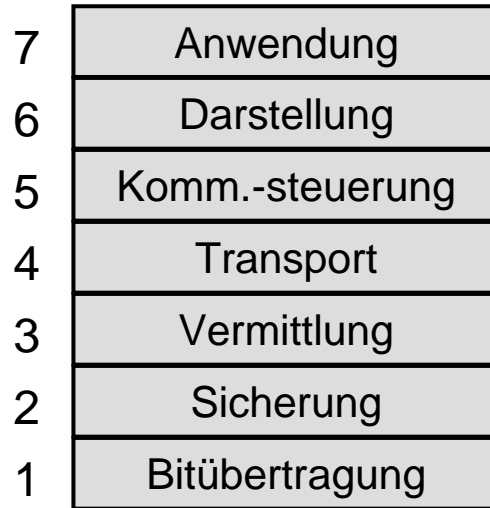 7 Anwendung
6 Darstellung
5 Komm.-steuerung
4 Transport
3 Vermittlung
2 Sicherung
1 Bitübertragung